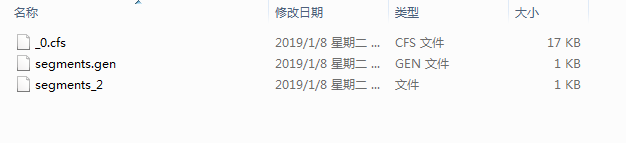 名称 修改日期 类型 大小
_0.cfs 2019/1/8 星期二 ... CFS 文件 17 KB
segments.gen 2019/1/8 星期二 ... GEN 文件 1 KB
segments_2 2019/1/8 星期二 ... 文件 1 KB